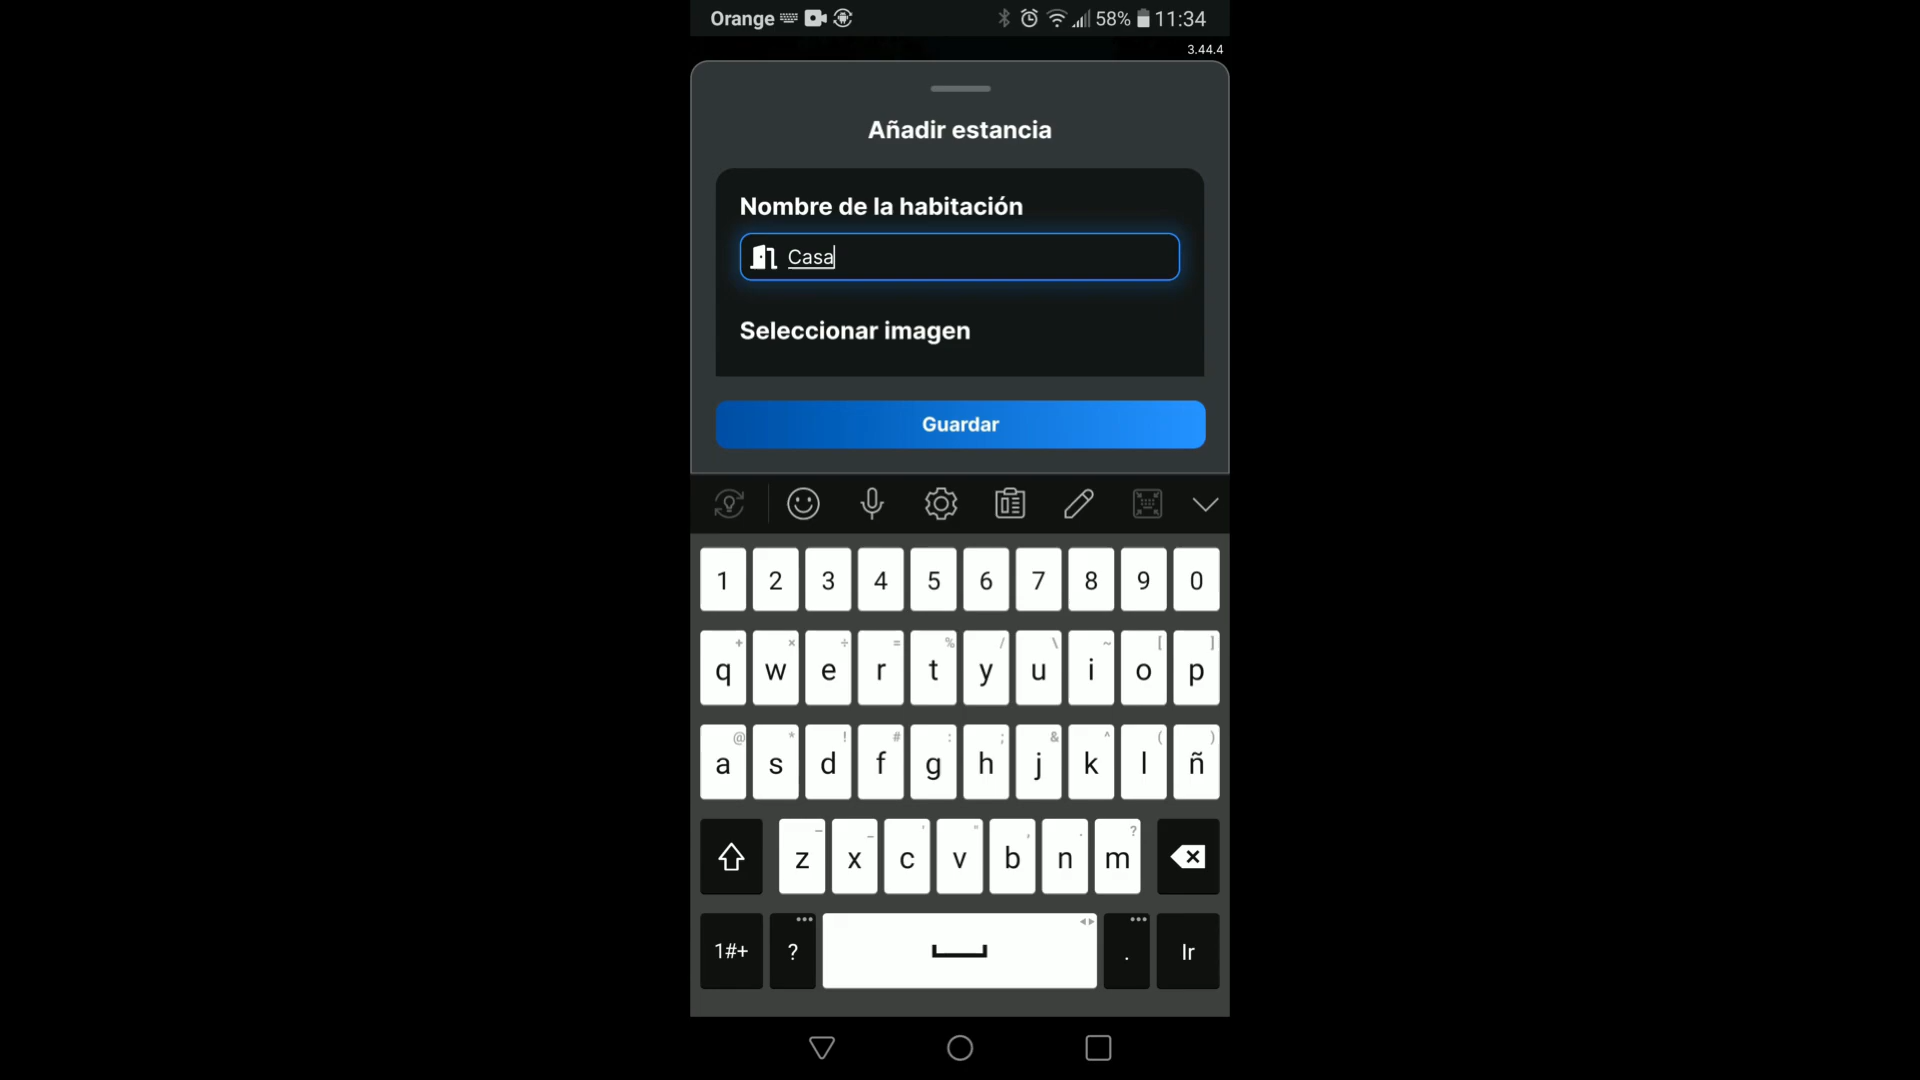 Orange 58% 11:34
3.44.4
Añadir estancia
Nombre de la habitación
Casa
Seleccionar imagen
Guardar
1 2 3 4 5 6 7 8 9 0
+ × ÷ = % / \ ~ [ ]
q w e r t y u i o p
@ * ! # : ; & ^ ( )
a s d f g h j k l ñ
– _ ' " , . ?
z x c v b n m
1#+ ? . Ir